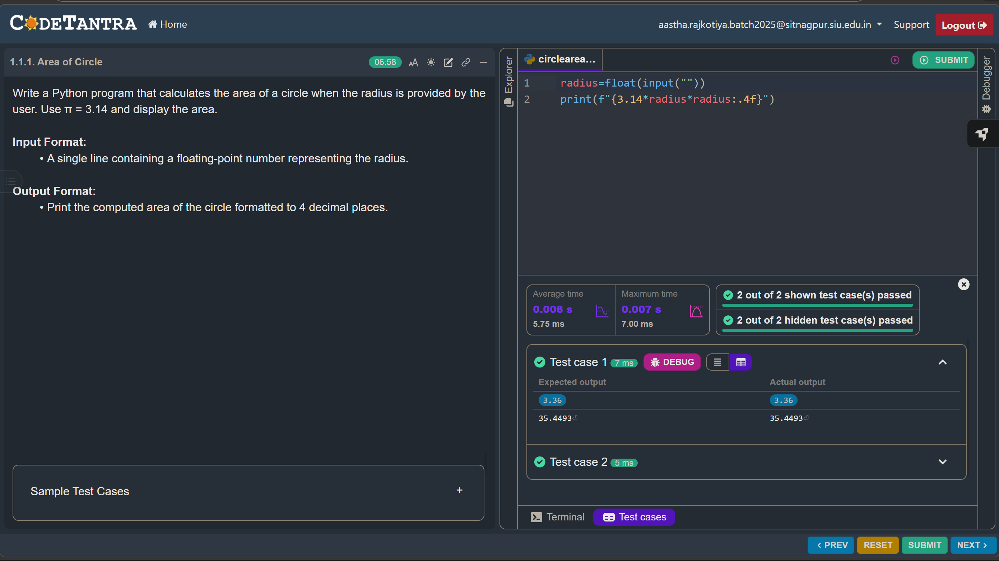 CODETANTRA Home
aastha.rajkotiya.batch2025@sitnagpur.siu.edu.in Support Logout
1.1.1. Area of Circle
06:58 AA
Write a Python program that calculates the area of a circle when the radius is provided by the
user. Use π = 3.14 and display the area.
Input Format:
• A single line containing a floating-point number representing the radius.
Output Format:
• Print the computed area of the circle formatted to 4 decimal places.
Sample Test Cases +
Explorer
circlearea...
SUBMIT
Debugger
1 radius=float(input(""))
2 print(f"{3.14*radius*radius:.4f}")
Average time
0.006 s
5.75 ms
Maximum time
0.007 s
7.00 ms
2 out of 2 shown test case(s) passed
2 out of 2 hidden test case(s) passed
Test case 1 7 ms DEBUG
Expected output Actual output
3.36 3.36
35.4493⏎ 35.4493⏎
Test case 2 5 ms
Terminal Test cases
< PREV RESET SUBMIT NEXT >